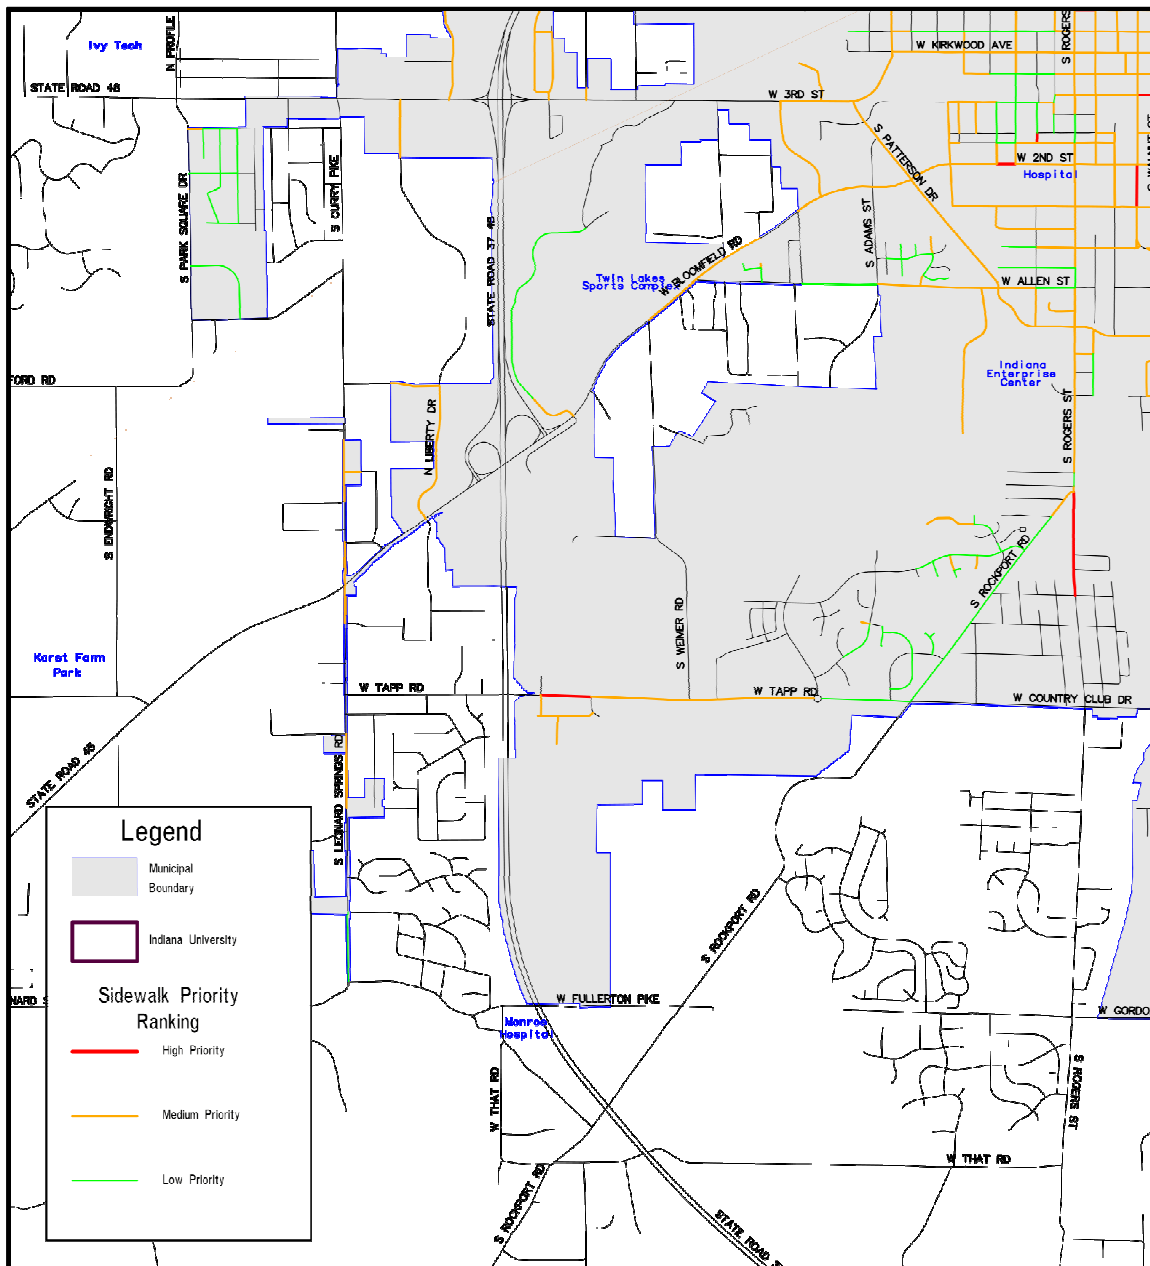 Ivy Tech
N PROFILE
S ROGERS
W KIRKWOOD AVE
STATE ROAD 48
W 3RD ST
S PATTERSON DR
W 2ND ST
Hospital
S CURRY PIKE
S PARK SQUARE DR
S ADAMS ST
STATE ROAD 37 45
W BLOOMFIELD RD
Twin Lakes
Sports Complex
W ALLEN ST
Indiana
Enterprise
Center
FORD RD
N LIBERTY DR
S ROGERS ST
S ENDWRIGHT RD
S ROCKPORT RD
S WEIMER RD
Karst Farm
Park
W TAPP RD
W TAPP RD
W COUNTRY CLUB DR
STATE ROAD 45
S LEONARD SPRINGS RD
Legend
Municipal
Boundary
Indiana University
Sidewalk Priority
Ranking
High Priority
Medium Priority
Low Priority
S ROCKPORT RD
NARD S
W FULLERTON PIKE
W GORDO
Monroe
Hospital
W THAT RD
S ROGERS ST
W THAT RD
S ROCKPORT RD
STATE ROAD